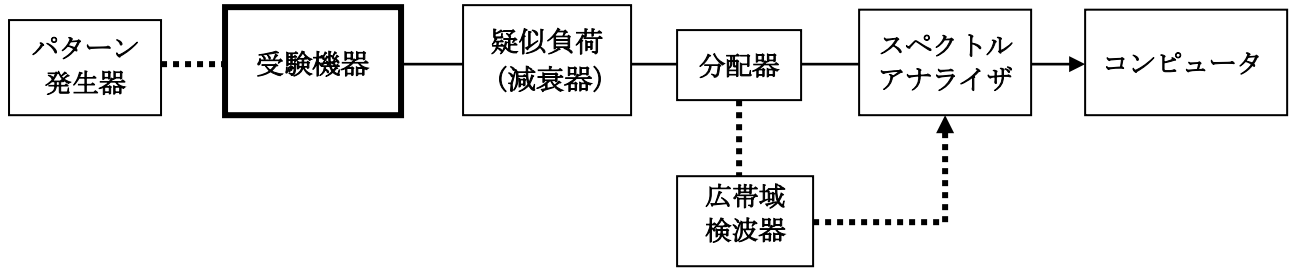 パターン
発生器
受験機器
疑似負荷
(減衰器)
分配器
スペクトル
アナライザ
コンピュータ
広帯域
検波器